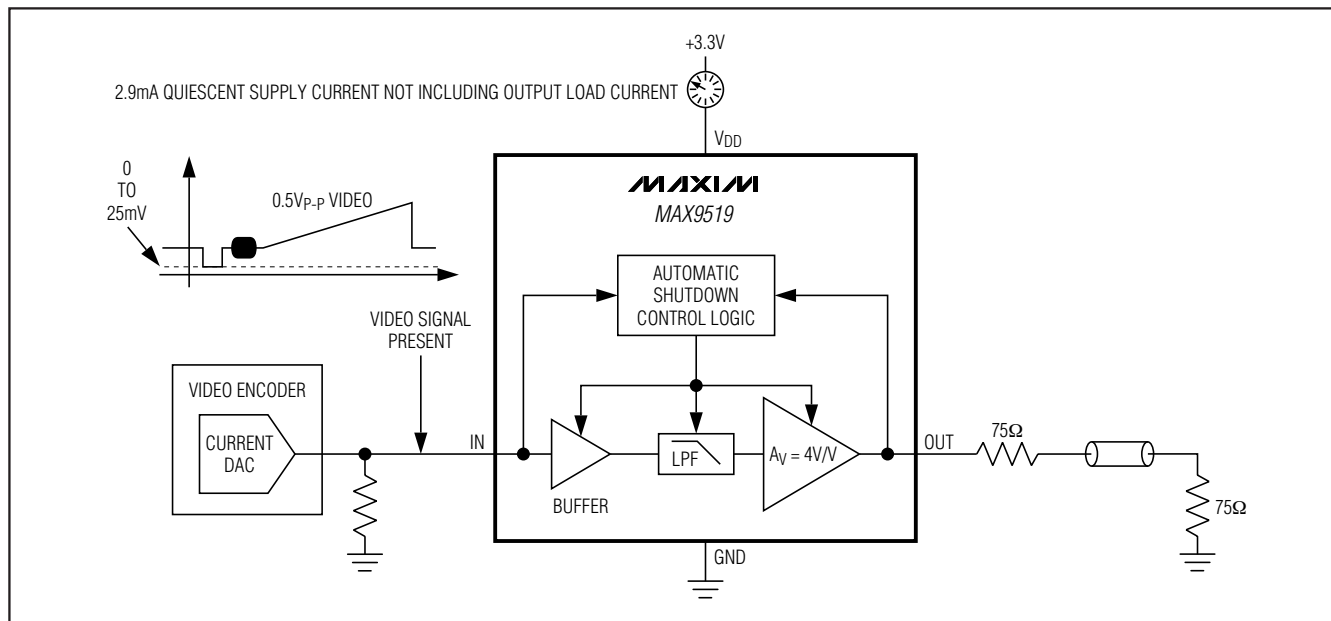 +3.3V
2.9mA QUIESCENT SUPPLY CURRENT NOT INCLUDING OUTPUT LOAD CURRENT
VDD
0
TO
25mV
0.5VP-P VIDEO
MAXIM
MAX9519
AUTOMATIC
SHUTDOWN
CONTROL LOGIC
VIDEO SIGNAL
PRESENT
VIDEO ENCODER
CURRENT
DAC
IN
BUFFER
LPF
AV = 4V/V
OUT
75Ω
75Ω
GND